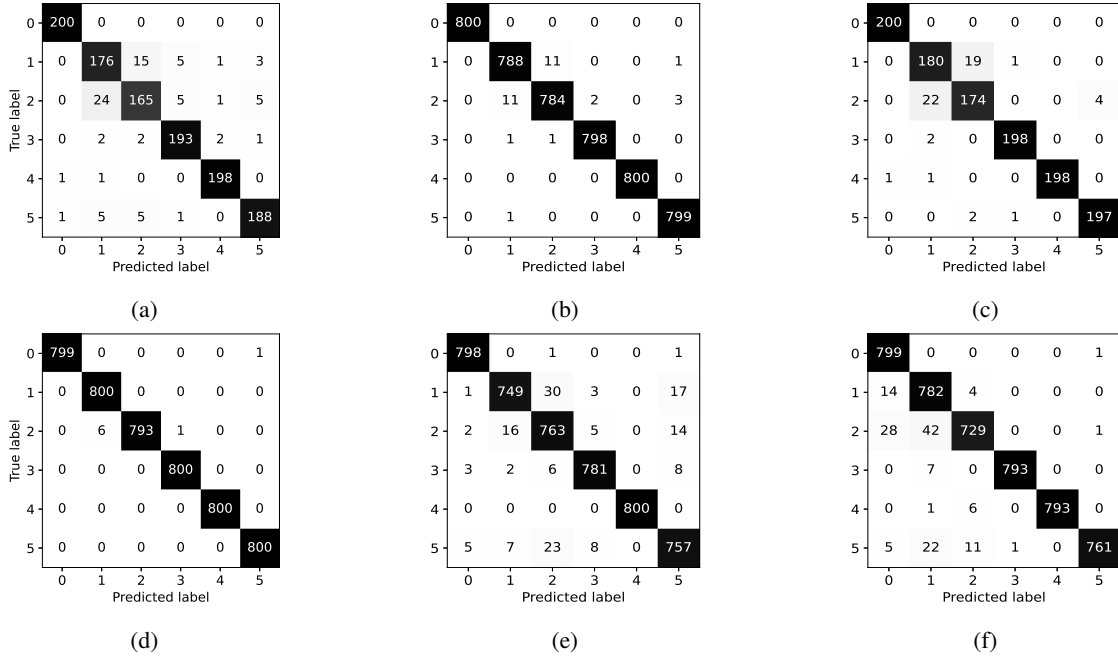 0 200 0 0 0 0 0
1 0 176 15 5 1 3
2 0 24 165 5 1 5
3 0 2 2 193 2 1
4 1 1 0 0 198 0
5 1 5 5 1 0 188
0 1 2 3 4 5
True label
Predicted label
(a)
800 0 0 0 0 0
0 788 11 0 0 1
0 11 784 2 0 3
0 1 1 798 0 0
0 0 0 0 800 0
0 1 0 0 0 799
0 1 2 3 4 5
Predicted label
(b)
0 200 0 0 0 0 0
1 0 180 19 1 0 0
2 0 22 174 0 0 4
3 0 2 0 198 0 0
4 1 1 0 0 198 0
5 0 0 2 1 0 197
0 1 2 3 4 5
Predicted label
(c)
0 799 0 0 0 0 1
1 0 800 0 0 0 0
2 0 6 793 1 0 0
3 0 0 0 800 0 0
4 0 0 0 0 800 0
5 0 0 0 0 0 800
0 1 2 3 4 5
True label
Predicted label
(d)
0 798 0 1 0 0 1
1 1 749 30 3 0 17
2 2 16 763 5 0 14
3 3 2 6 781 0 8
4 0 0 0 0 800 0
5 5 7 23 8 0 757
0 1 2 3 4 5
Predicted label
(e)
0 799 0 0 0 0 1
1 14 782 4 0 0 0
2 28 42 729 0 0 1
3 0 7 0 793 0 0
4 0 1 6 0 793 0
5 5 22 11 1 0 761
0 1 2 3 4 5
Predicted label
(f)